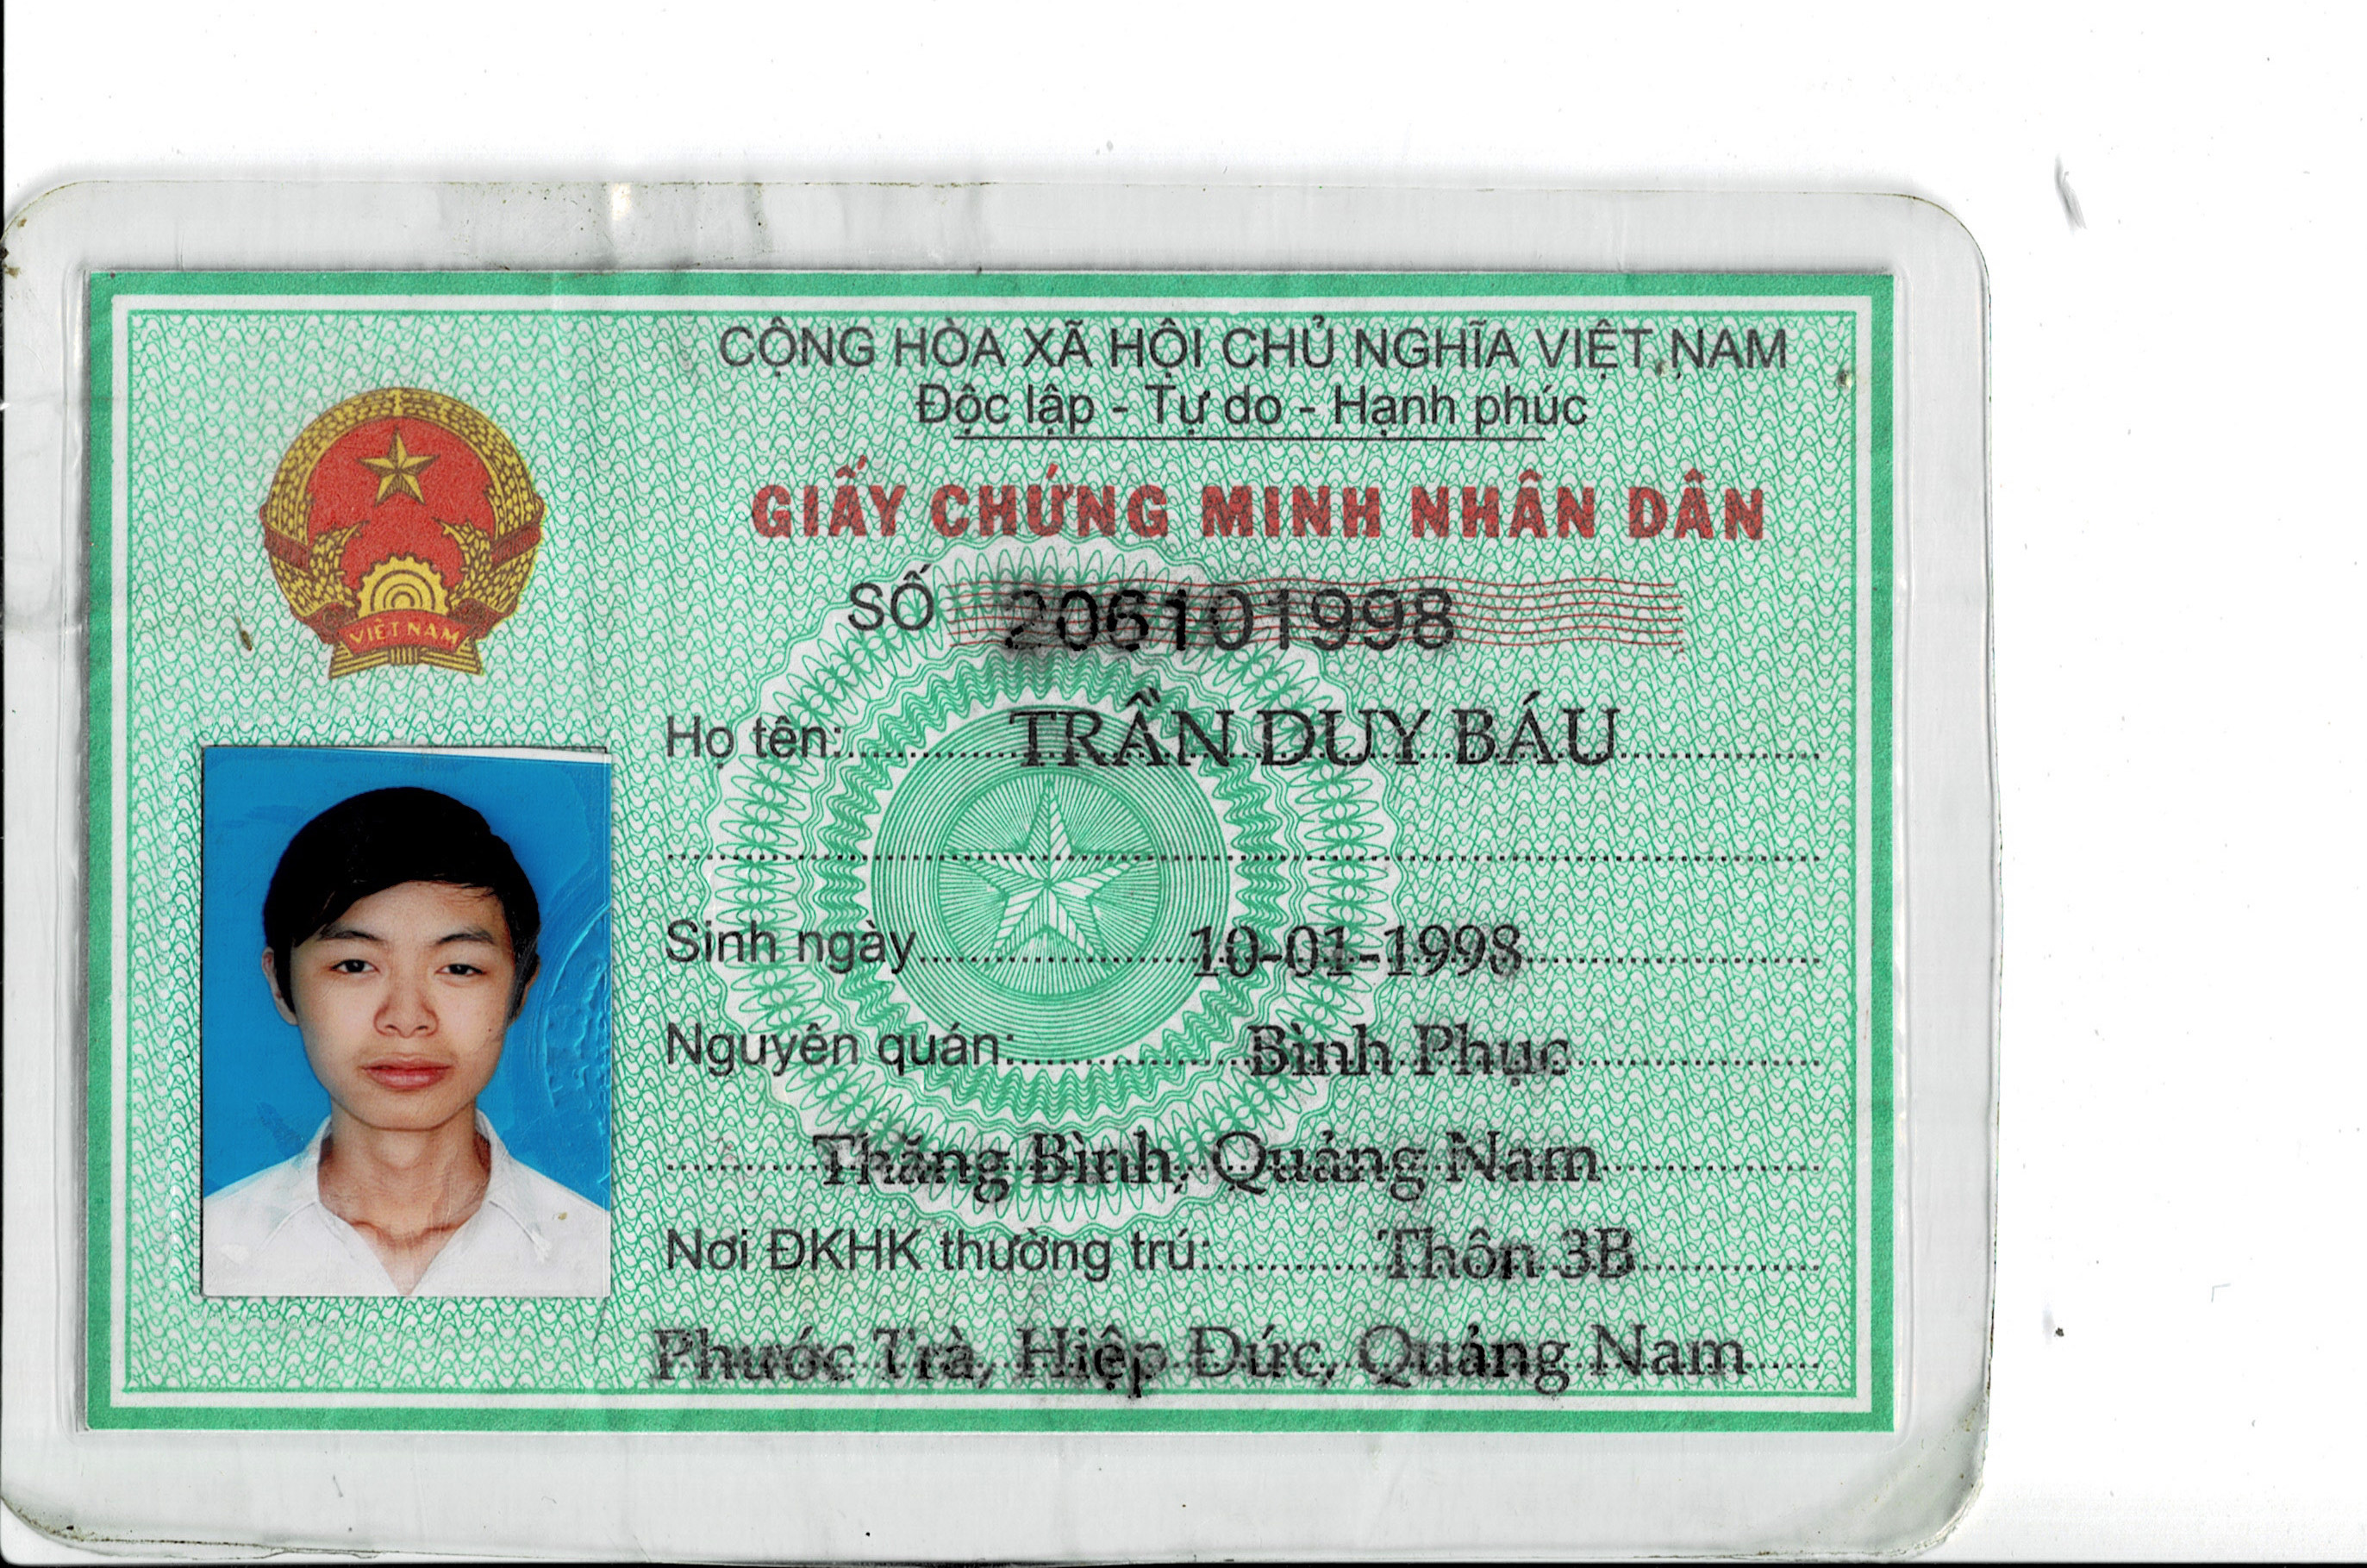 CỘNG HÒA XÃ HỘI CHỦ NGHĨA VIỆT NAM
Độc lập - Tự do - Hạnh phúc
GIẤY CHỨNG MINH NHÂN DÂN
SỐ 206101998
VIỆT NAM
Họ tên: TRẦN DUY BÁU
Sinh ngày 10-01-1998
Nguyên quán: Bình Phục
Thăng Bình, Quảng Nam
Nơi ĐKHK thường trú: Thôn 3B
Phước Trà, Hiệp Đức, Quảng Nam